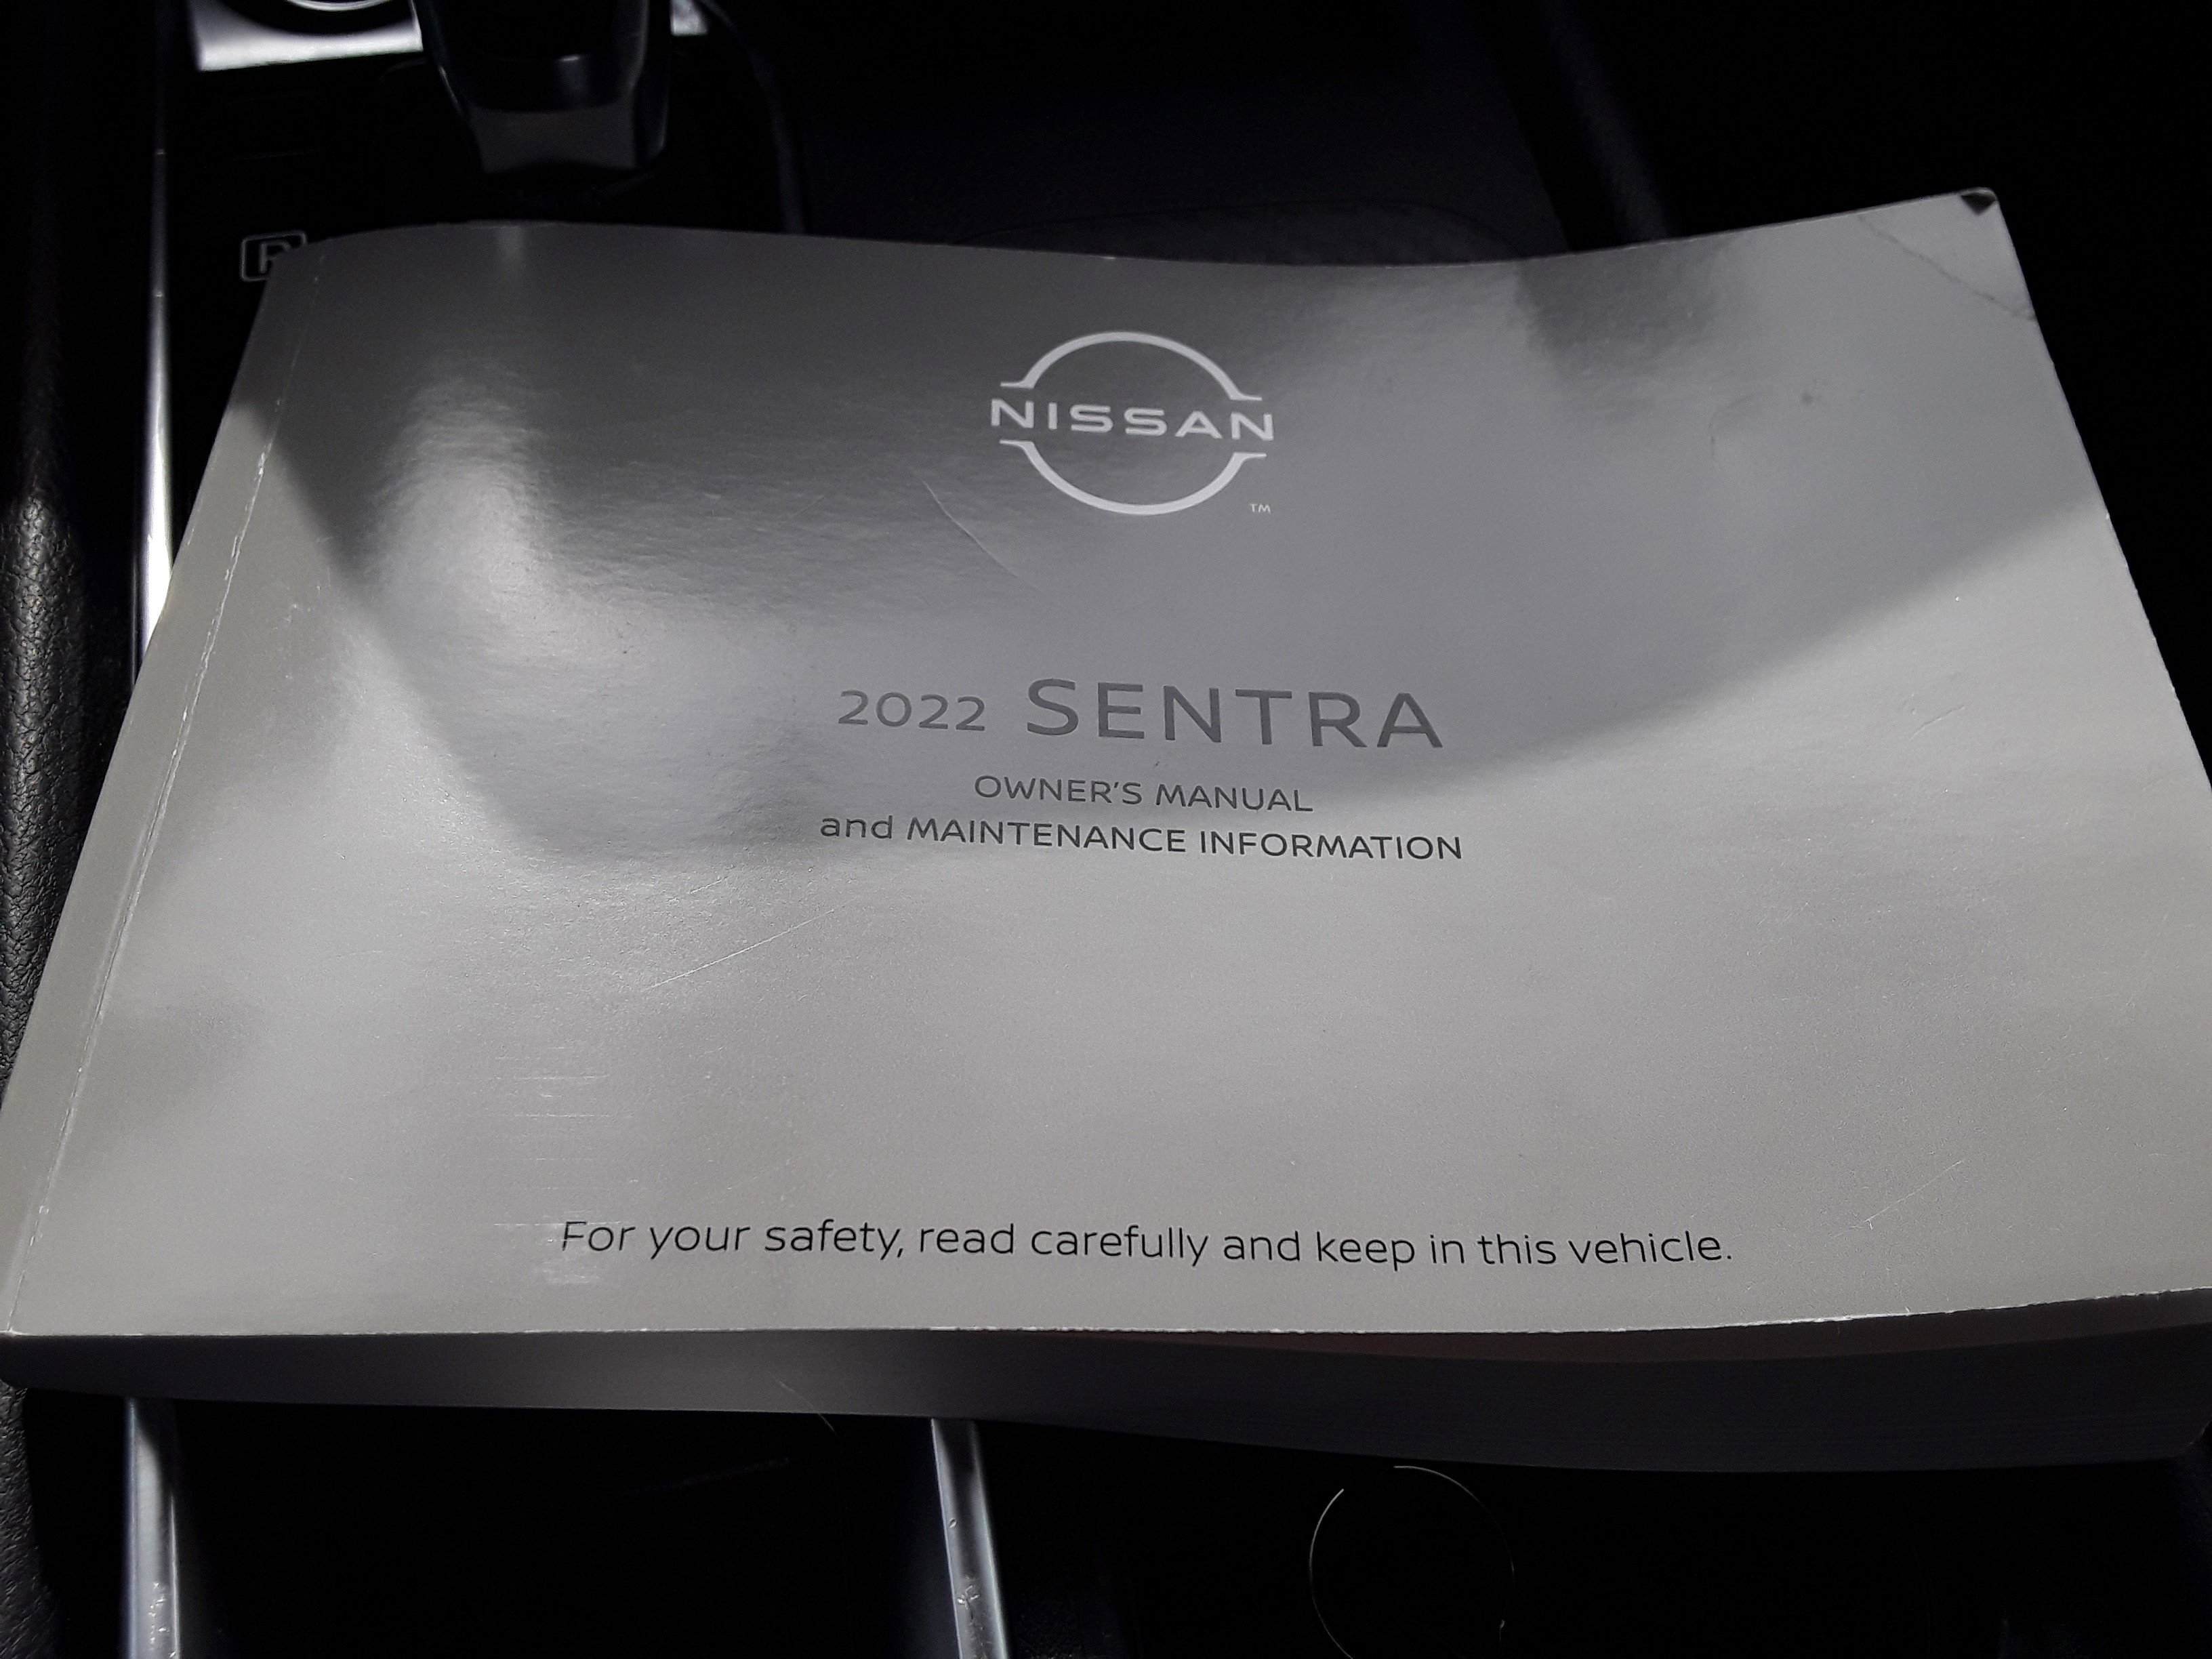 P
NISSAN
TM
2022 SENTRA
OWNER'S MANUAL
and MAINTENANCE INFORMATION
For your safety, read carefully and keep in this vehicle.